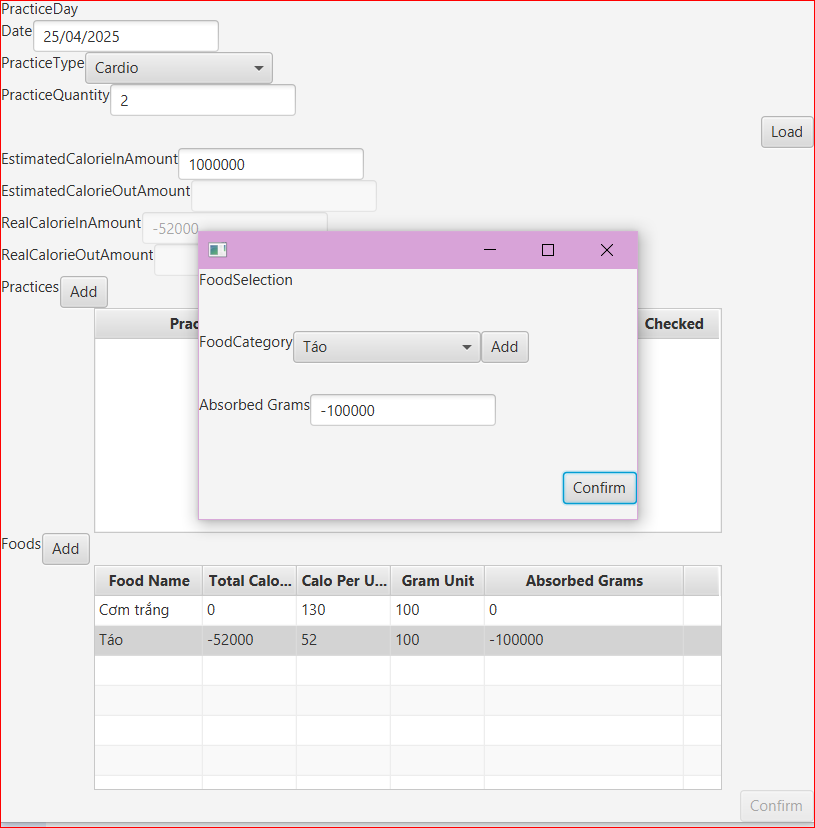 PracticeDay
Date 25/04/2025
PracticeType Cardio
PracticeQuantity 2
Load
EstimatedCalorieInAmount 1000000
EstimatedCalorieOutAmount
RealCalorieInAmount -52000
RealCalorieOutAmount
Practices Add
Prac Checked
FoodSelection
FoodCategory Táo Add
Absorbed Grams -100000
Confirm
Foods Add
Food Name Total Calo... Calo Per U... Gram Unit Absorbed Grams
Cơm trắng 0 130 100 0
Táo -52000 52 100 -100000
Confirm